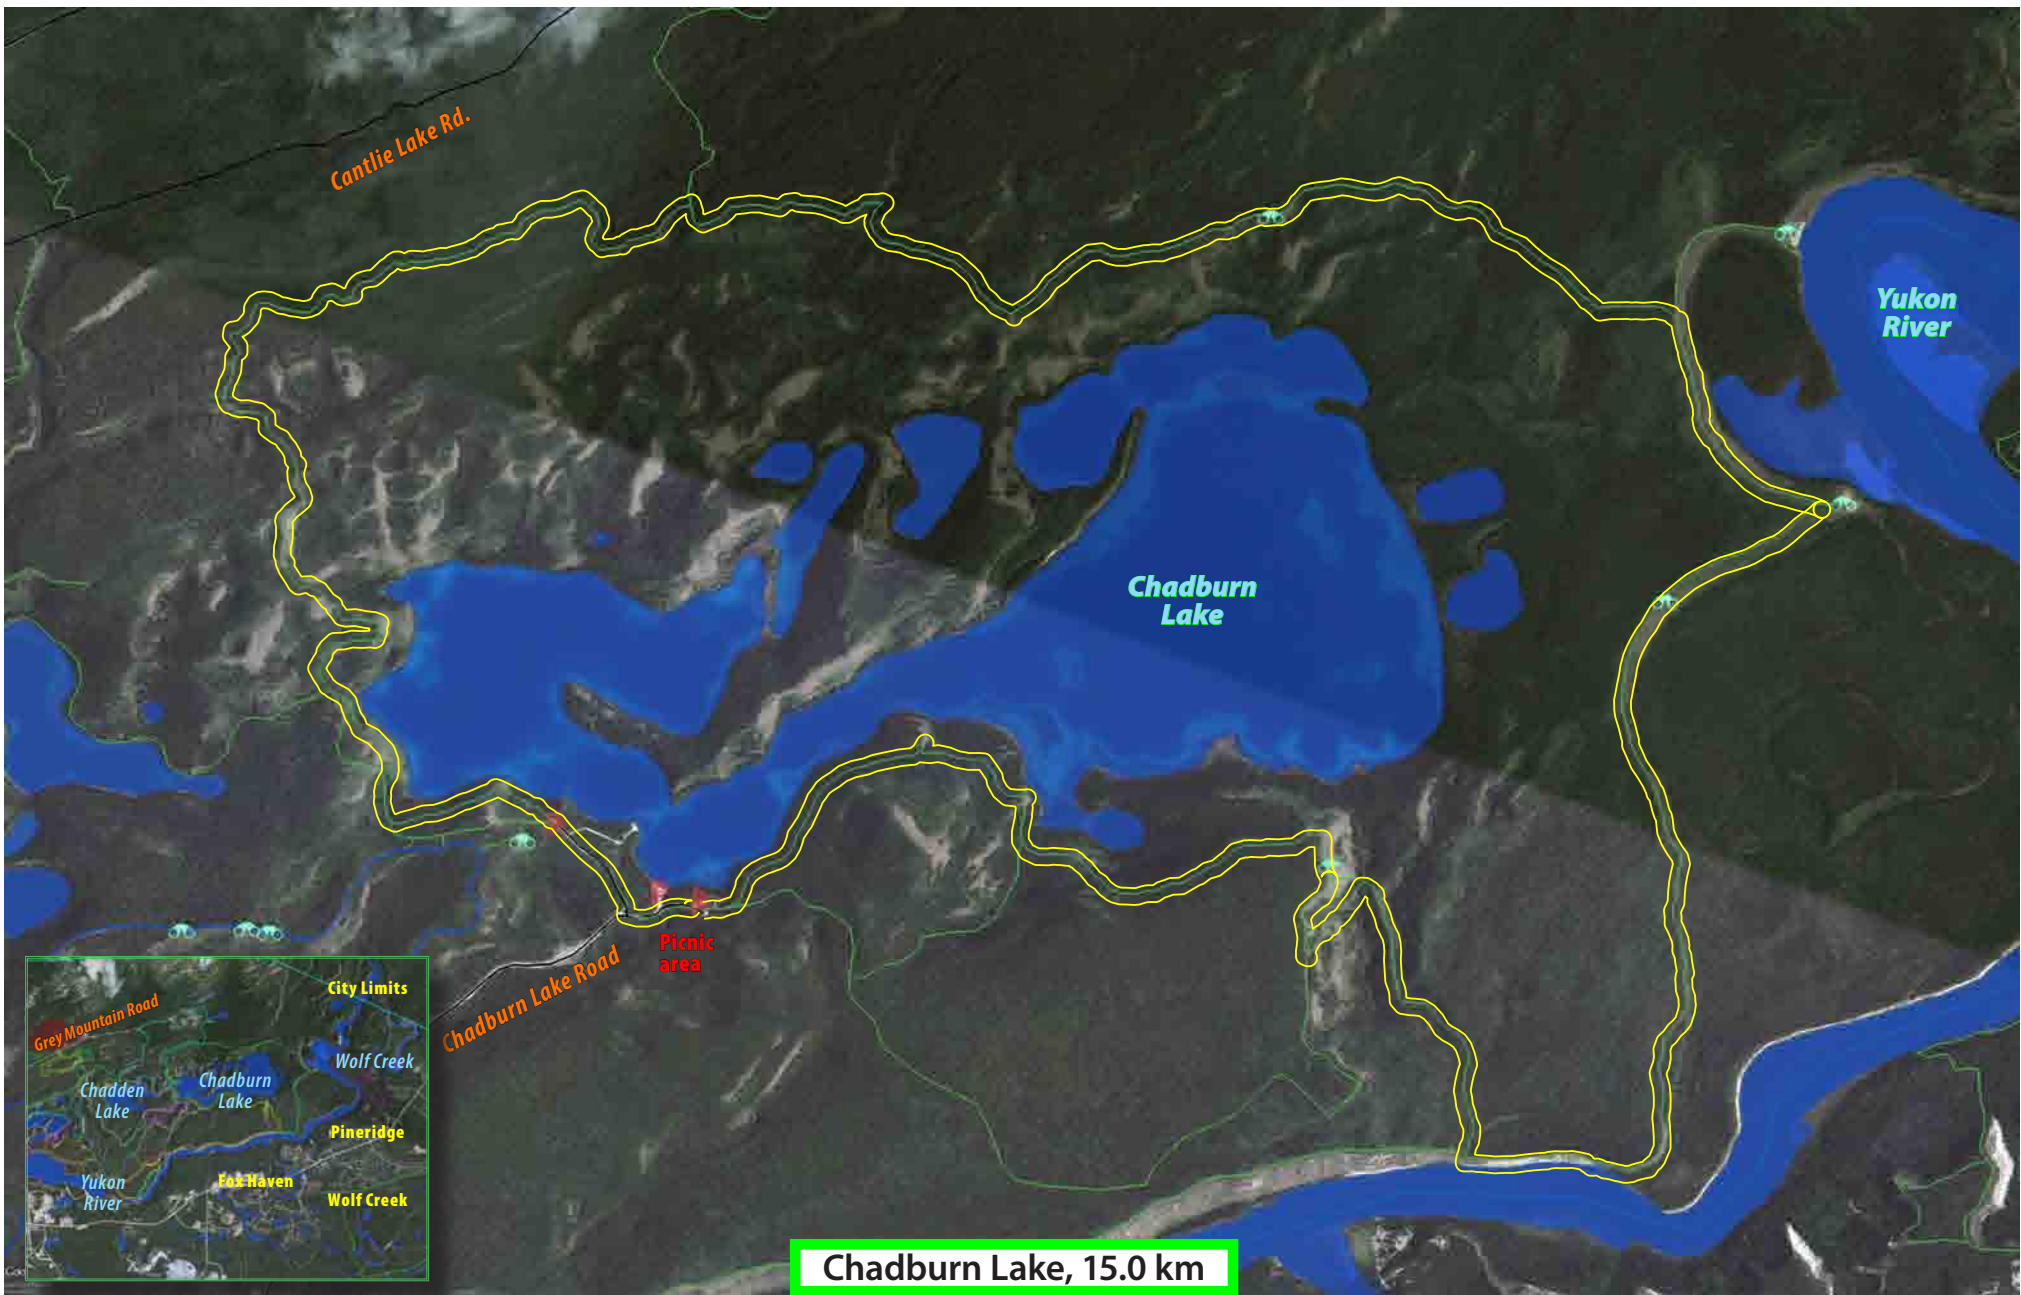 Cantlie Lake Rd.
Yukon
River
Chadburn
Lake
Picnic
area
Chadburn Lake Road
City Limits
Grey Mountain Road
Wolf Creek
Chadden
Lake
Chadburn
Lake
Pineridge
Fox Haven
Yukon
River
Wolf Creek
Chadburn Lake, 15.0 km